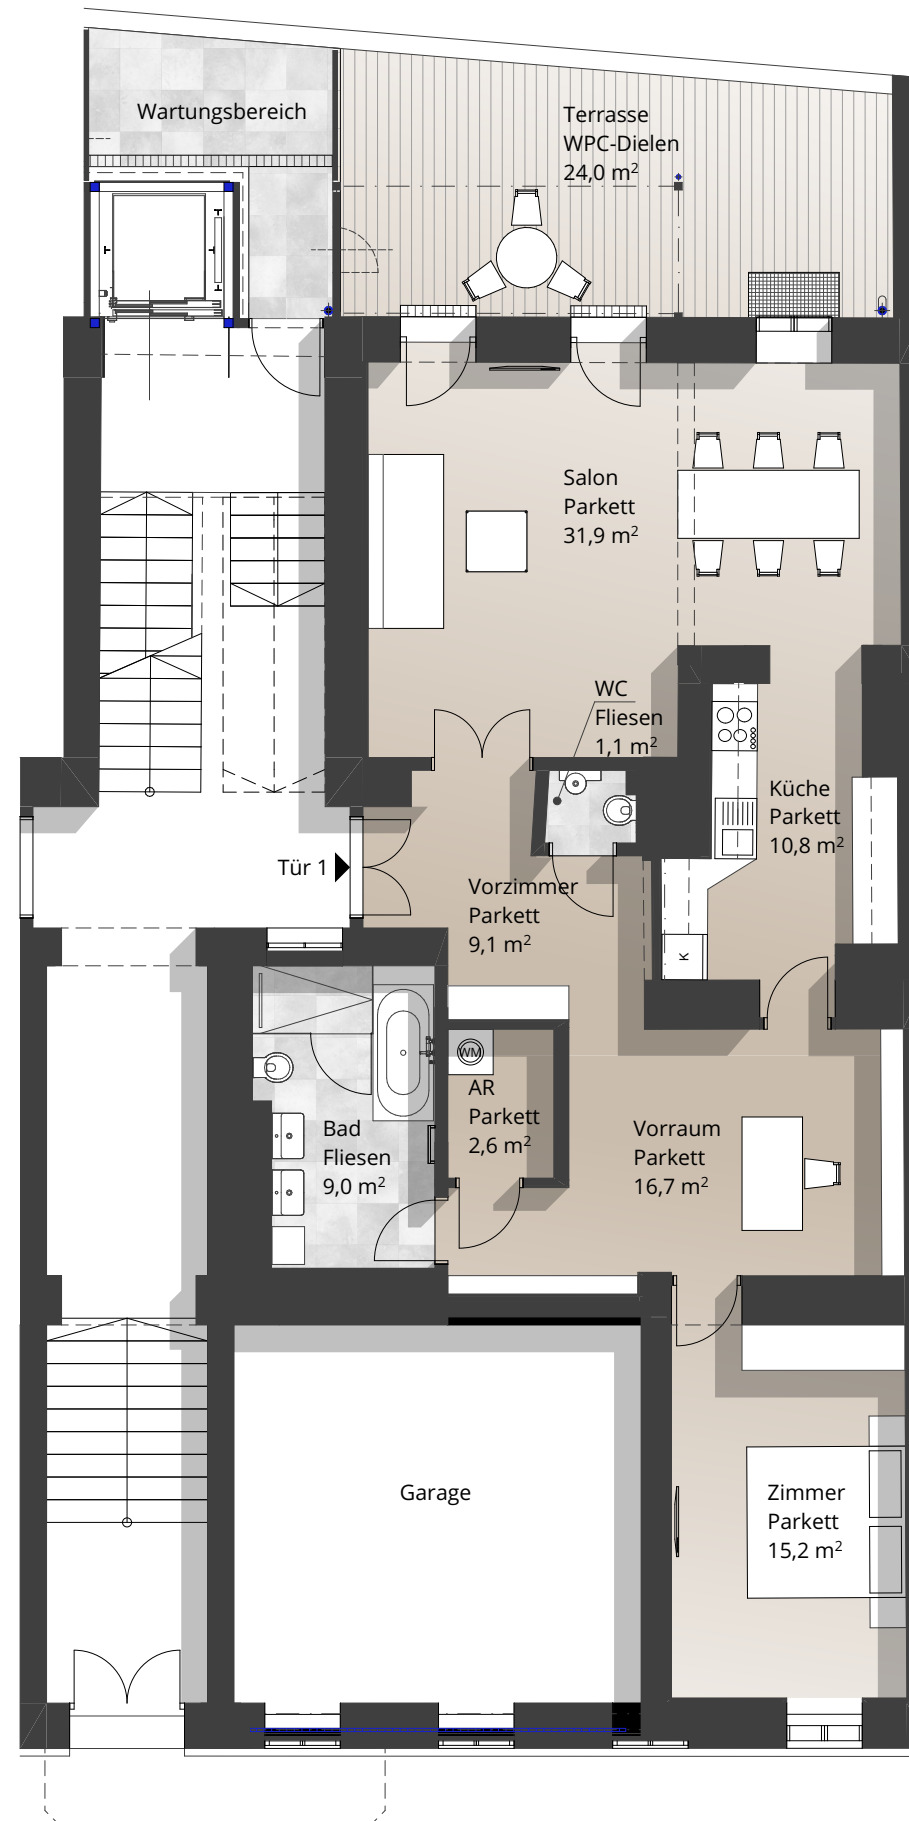 Wartungsbereich
Terrasse
WPC-Dielen
24,0 m²
Salon
Parkett
31,9 m²
WC
Fliesen
1,1 m²
Küche
Parkett
10,8 m²
Tür 1
Vorzimmer
Parkett
9,1 m²
K
WM
AR
Parkett
2,6 m²
Bad
Fliesen
9,0 m²
Vorraum
Parkett
16,7 m²
Garage
Zimmer
Parkett
15,2 m²